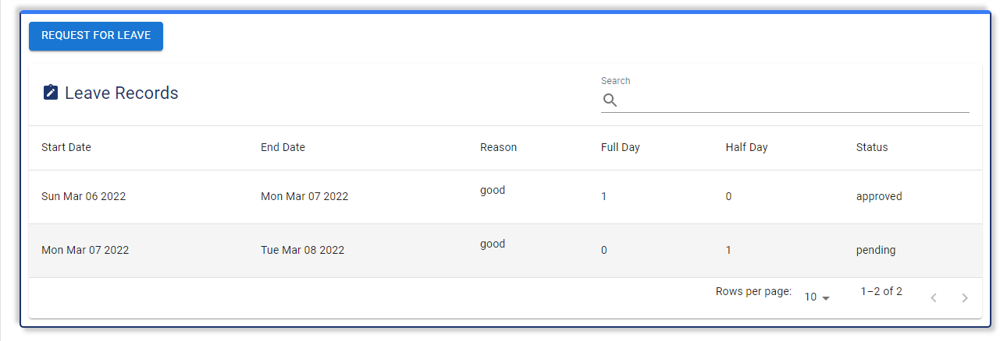 REQUEST FOR LEAVE
Leave Records
Search
Start Date End Date Reason Full Day Half Day Status
Sun Mar 06 2022 Mon Mar 07 2022 good 1 0 approved
Mon Mar 07 2022 Tue Mar 08 2022 good 0 1 pending
Rows per page: 10 1–2 of 2